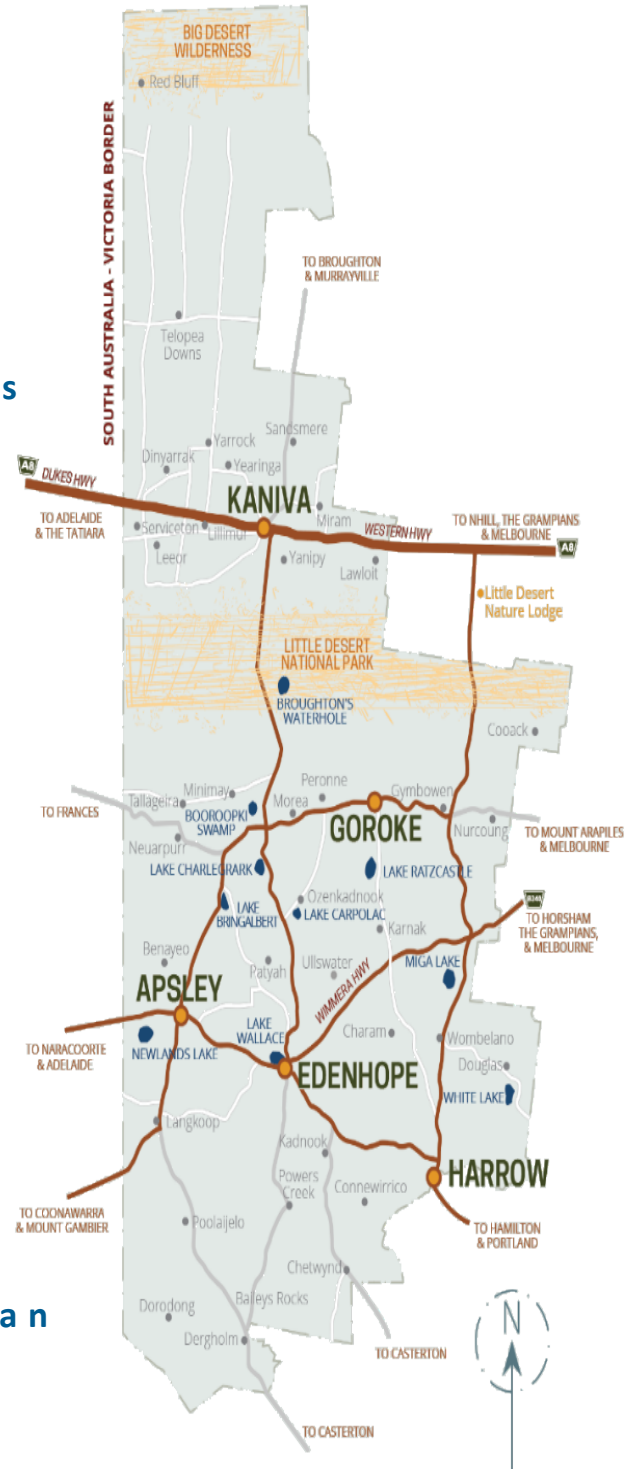 BIG DESERT
WILDERNESS
Red Bluff
SOUTH AUSTRALIA - VICTORIA BORDER
TO BROUGHTON
& MURRAYVILLE
Telopea
Downs
s
Sandsmere
Yarrock
Dinyarrak
Yearinga
A8
DUKES HWY
KANIVA
TO ADELAIDE
& THE TATIARA
Serviceton
Lillimur
Miram
WESTERN HWY
TO NHILL, THE GRAMPIANS
& MELBOURNE
A8
Leeor
Yanipy
Lawloit
Little Desert
Nature Lodge
LITTLE DESERT
NATIONAL PARK
BROUGHTON'S
WATERHOLE
Cooack
Peronne
Minimay
Gymbowen
Tallageira
Morea
TO FRANCES
BOOROOPKI
SWAMP
GOROKE
Nurcoung
TO MOUNT ARAPILES
& MELBOURNE
Neuarpurr
LAKE CHARLEGRARK
LAKE RATZCASTLE
Ozenkadnook
LAKE
BRINGALBERT
LAKE CARPOLAC
Karnak
TO HORSHAM
THE GRAMPIANS,
& MELBOURNE
Benayeo
Patyah
Ullswater
MIGA LAKE
APSLEY
WIMMERA HWY
LAKE
WALLACE
Charam
Wombelano
TO NARACOORTE
& ADELAIDE
NEWLANDS LAKE
EDENHOPE
Douglas
WHITE LAKE
Langkoop
Kadnook
HARROW
Powers
Creek
Connewirrico
TO COONAWARRA
& MOUNT GAMBIER
Poolaijelo
TO HAMILTON
& PORTLAND
Chetwynd
Baileys Rocks
Dorodong
an
N
Dergholm
TO CASTERTON
TO CASTERTON